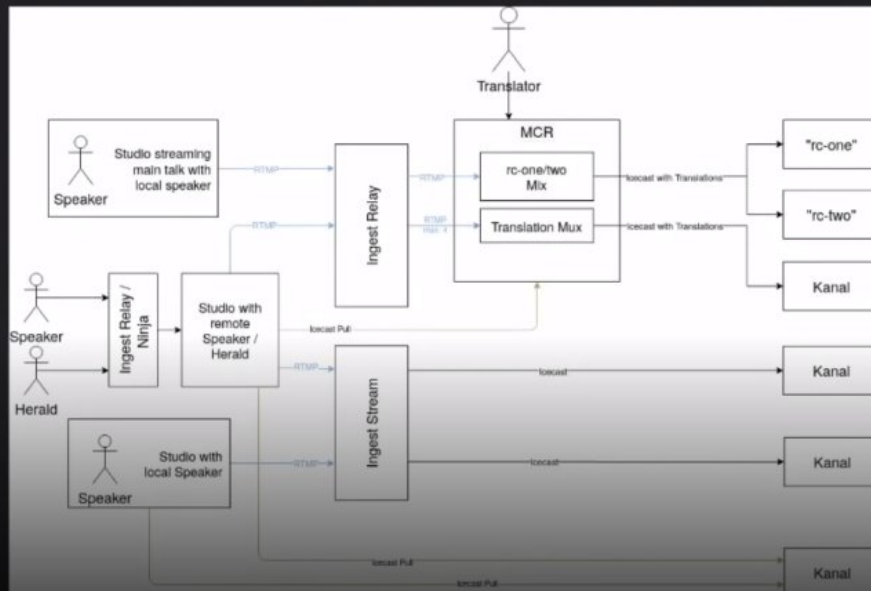 Translator
MCR
Speaker
Studio streaming
main talk with
local speaker
RTMP
Ingest Relay
RTMP
rc-one/two
Mix
Icecast with Translations
"rc-one"
RTMP
RTMP
max. 4
Translation Mux
Icecast with Translations
"rc-two"
Kanal
Speaker
Herald
Ingest Relay /
Ninja
Studio with
remote
Speaker /
Herald
Icecast Pull
RTMP
Ingest Stream
Icecast
Kanal
Speaker
Studio with
local Speaker
RTMP
Icecast
Kanal
Icecast Pull
Icecast Pull
Kanal